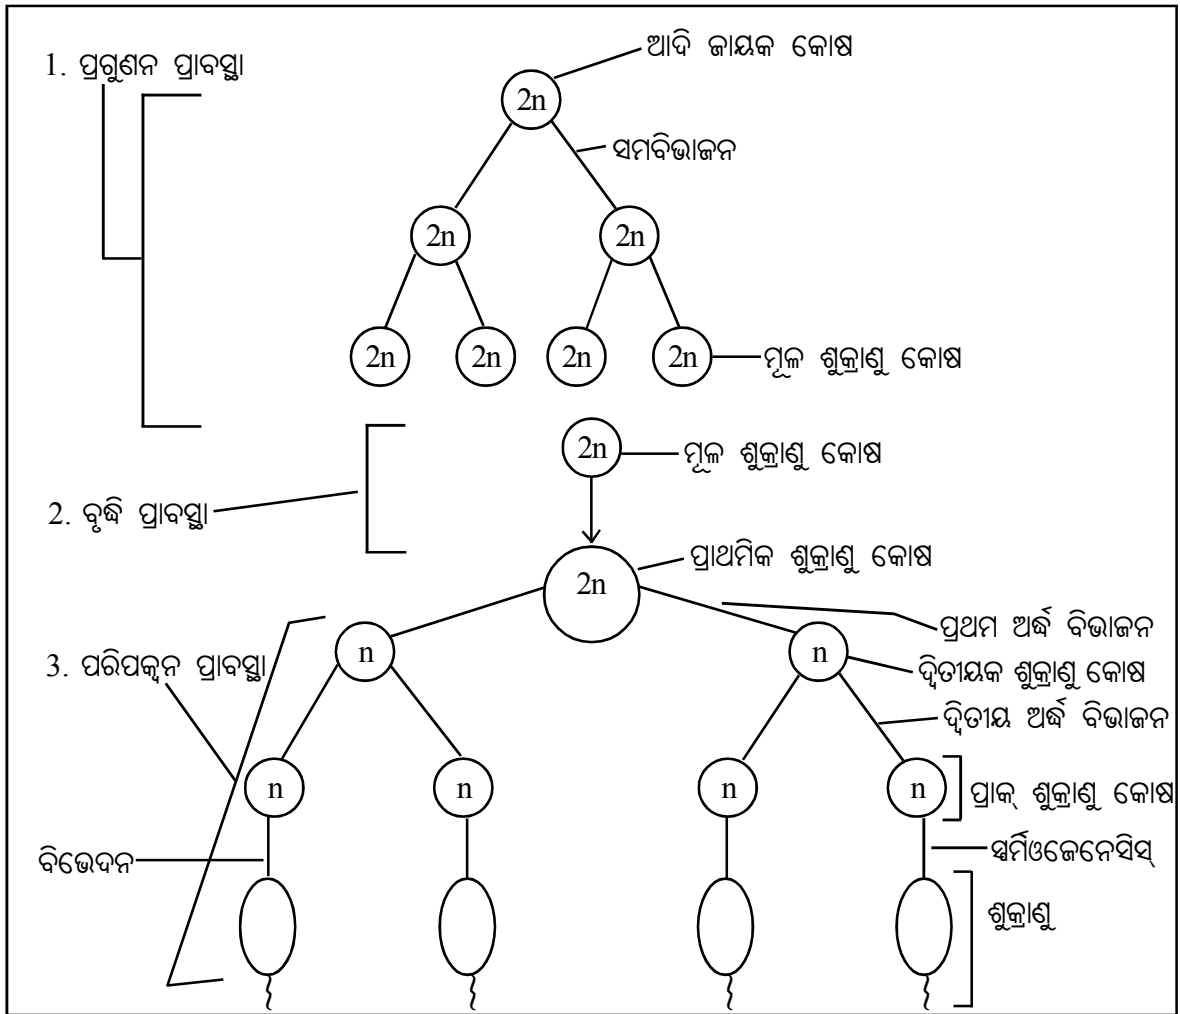 ଆଦି ଜାୟକ କୋଷ
1. ପ୍ରଗୁଣନ ପ୍ରାବସ୍ଥା
2n
ସମବିଭାଜନ
2n 2n
2n 2n 2n 2n ମୂଳ ଶୁକ୍ରାଣୁ କୋଷ
2n ମୂଳ ଶୁକ୍ରାଣୁ କୋଷ
2. ବୃଦ୍ଧି ପ୍ରାବସ୍ଥା
ପ୍ରାଥମିକ ଶୁକ୍ରାଣୁ କୋଷ
2n
ପ୍ରଥମ ଅର୍ଦ୍ଧ ବିଭାଜନ
n n
3. ପରିପକ୍ୱନ ପ୍ରାବସ୍ଥା ଦ୍ୱିତୀୟକ ଶୁକ୍ରାଣୁ କୋଷ
ଦ୍ୱିତୀୟ ଅର୍ଦ୍ଧ ବିଭାଜନ
n n n n ପ୍ରାକ୍ ଶୁକ୍ରାଣୁ କୋଷ
ବିଭେଦନ ସ୍ପର୍ମିଓଜେନେସିସ୍
ଶୁକ୍ରାଣୁ